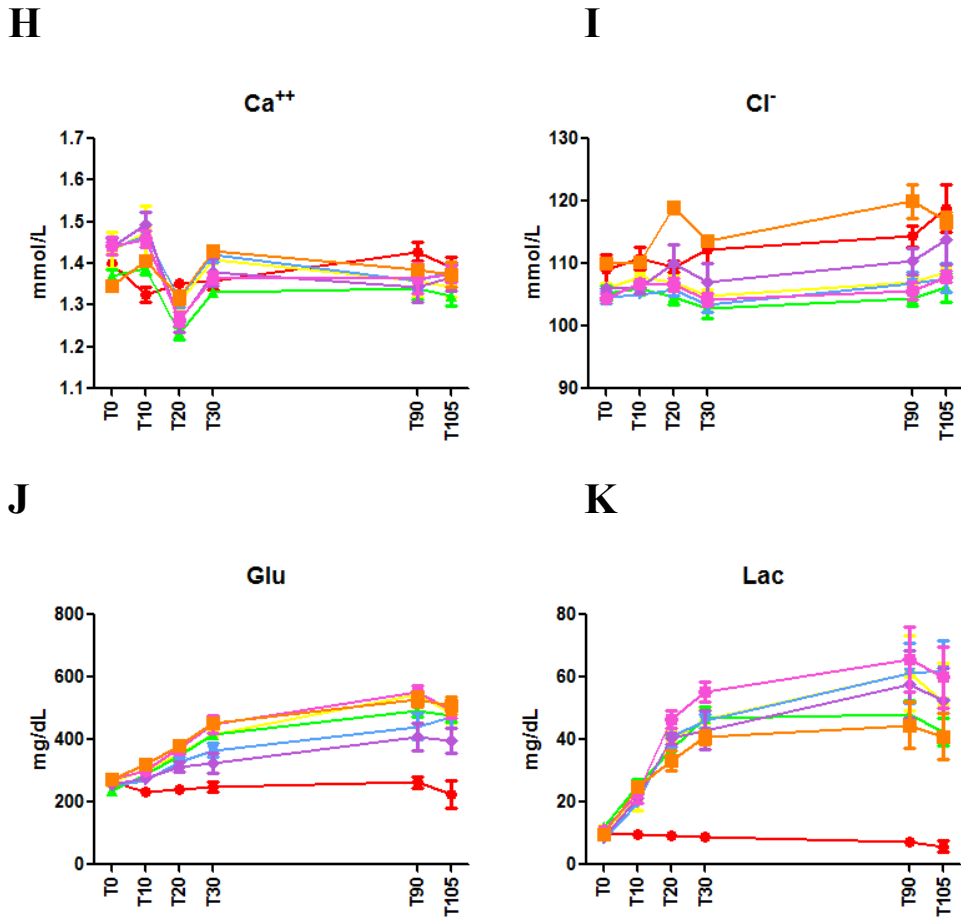 H
I
Ca++
Cl-
1.7
1.6
1.5
1.4
1.3
1.2
1.1
mmol/L
T0
T10
T20
T30
T90
T105
130
120
110
100
90
mmol/L
T0
T10
T20
T30
T90
T105
J
K
Glu
Lac
800
600
400
200
0
mg/dL
T0
T10
T20
T30
T90
T105
80
60
40
20
0
mg/dL
T0
T10
T20
T30
T90
T105